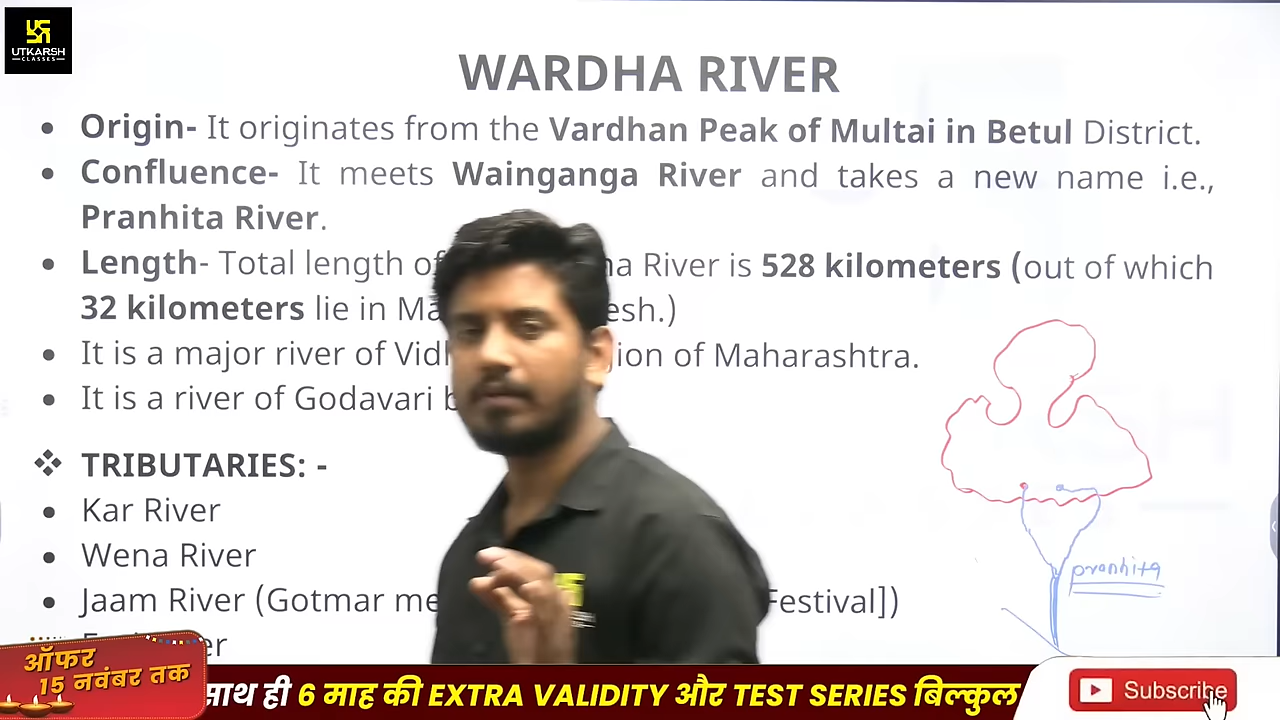 UTKARSH
CLASSES
WARDHA RIVER
• Origin- It originates from the Vardhan Peak of Multai in Betul District.
• Confluence- It meets Wainganga River and takes a new name i.e.,
Pranhita River.
• Length- Total length of River is 528 kilometers (out of which
32 kilometers lie in
• It is a major river of of Maharashtra.
• It is a river of Godavari
❖ TRIBUTARIES: -
• Kar River
• Wena River
• Jaam River (Gotmar Festival])
pranhita
ऑफर
15 नवंबर तक
साथ ही 6 माह की EXTRA VALIDITY और TEST SERIES बिल्कुल
Subscribe